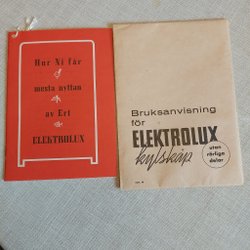 Hur Ni får
mesta nyttan
av Ert
ELEKTROLUX
Bruksanvisning
för
ELEKTROLUX
kylskåp
utan
rörliga
delar